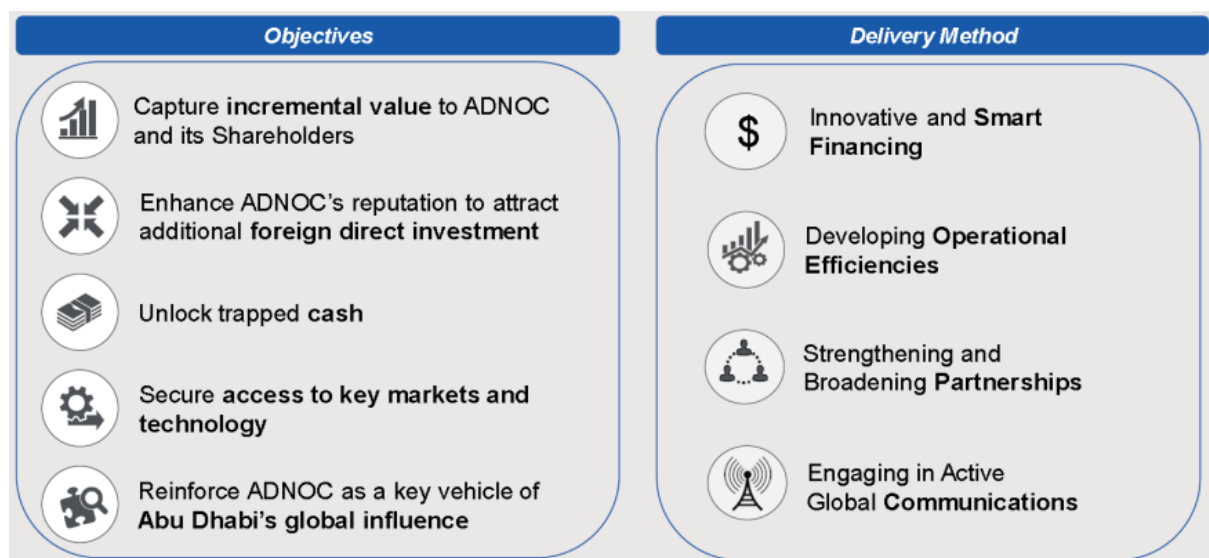 Objectives
Capture incremental value to ADNOC
and its Shareholders
Enhance ADNOC's reputation to attract
additional foreign direct investment
Unlock trapped cash
Secure access to key markets and
technology
Reinforce ADNOC as a key vehicle of
Abu Dhabi's global influence
Delivery Method
$
Innovative and Smart
Financing
Developing Operational
Efficiencies
Strengthening and
Broadening Partnerships
Engaging in Active
Global Communications